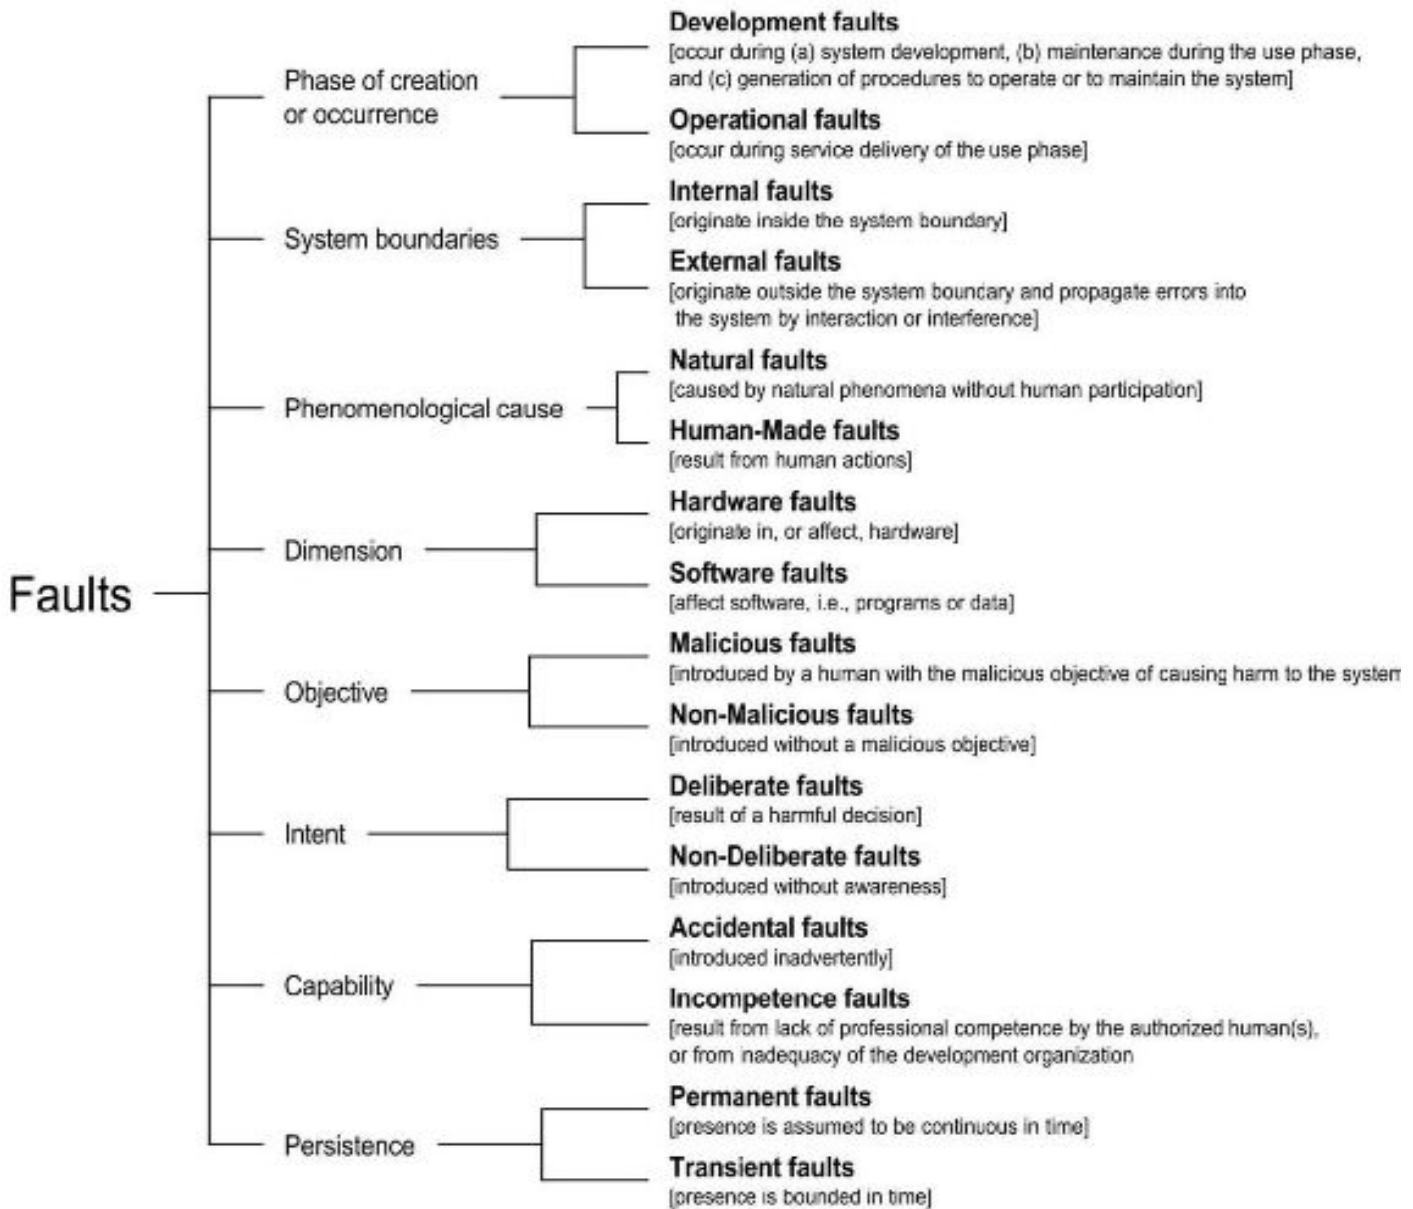 Faults
Phase of creation
or occurrence
Development faults
[occur during (a) system development, (b) maintenance during the use phase,
and (c) generation of procedures to operate or to maintain the system]
Operational faults
[occur during service delivery of the use phase]
System boundaries
Internal faults
[originate inside the system boundary]
External faults
[originate outside the system boundary and propagate errors into
the system by interaction or interference]
Phenomenological cause
Natural faults
[caused by natural phenomena without human participation]
Human-Made faults
[result from human actions]
Dimension
Hardware faults
[originate in, or affect, hardware]
Software faults
[affect software, i.e., programs or data]
Objective
Malicious faults
[introduced by a human with the malicious objective of causing harm to the system
Non-Malicious faults
[introduced without a malicious objective]
Intent
Deliberate faults
[result of a harmful decision]
Non-Deliberate faults
[introduced without awareness]
Capability
Accidental faults
[introduced inadvertently]
Incompetence faults
[result from lack of professional competence by the authorized human(s),
or from inadequacy of the development organization
Persistence
Permanent faults
[presence is assumed to be continuous in time]
Transient faults
[presence is bounded in time]